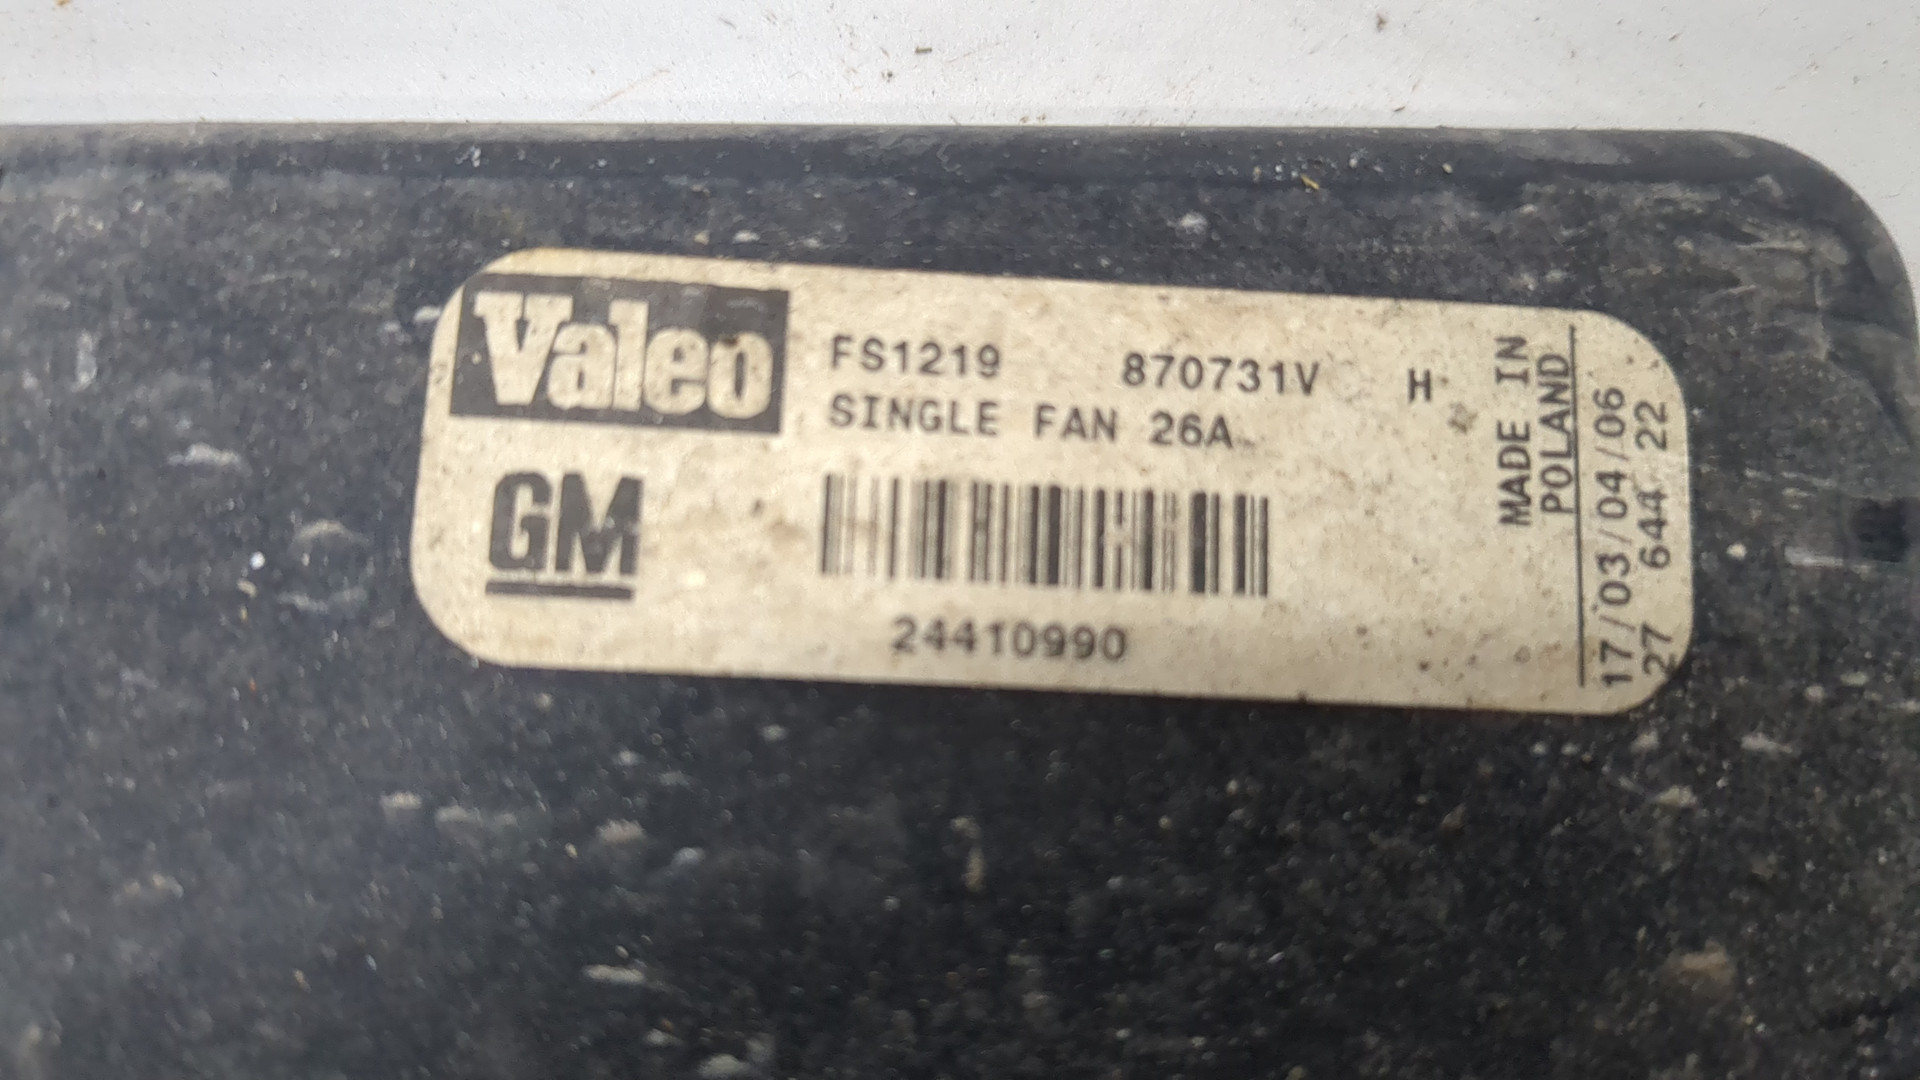 Valeo
FS1219 870731V H
SINGLE FAN 26A
GM
24410990
MADE IN
POLAND
17/03/04/06
27 644 22